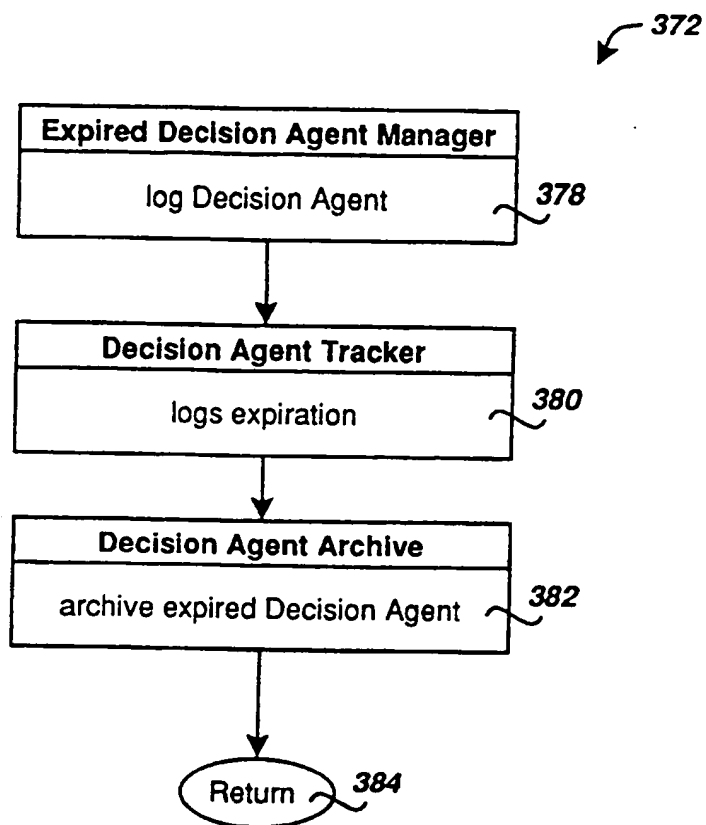 372
Expired Decision Agent Manager
log Decision Agent
378
Decision Agent Tracker
logs expiration
380
Decision Agent Archive
archive expired Decision Agent
382
Return
384